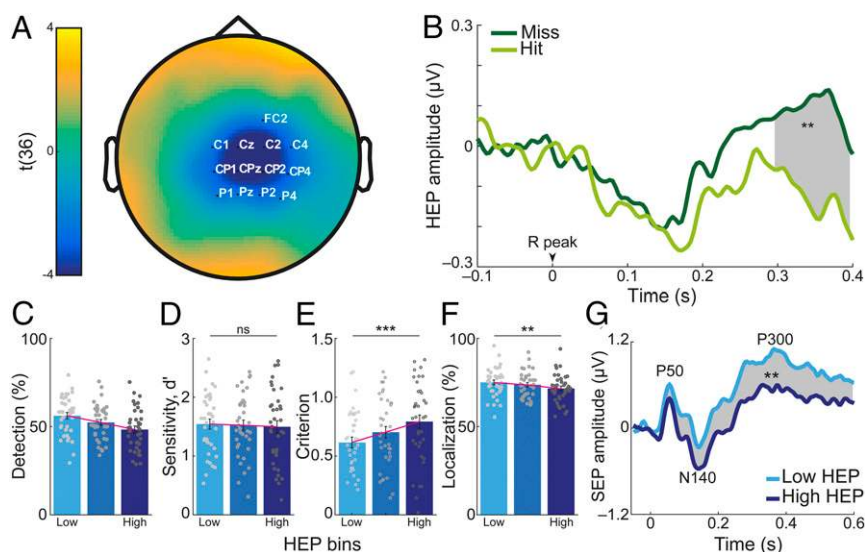 A
4
0
-4
t(36)
FC2
C1 Cz C2 C4
CP1 CPz CP2 CP4
P1 Pz P2 P4
B
Miss
Hit
0.3
0
–0.3
HEP amplitude (µV)
**
R peak
–0.1 0 0.1 0.2 0.3 0.4
Time (s)
C
100
50
0
Detection (%)
Low High
D
ns
3
2
1
0
Sensitivity, d'
Low High
E
***
1.5
1.0
0.5
0
Criterion
Low High
F
**
100
50
0
Localization (%)
Low High
HEP bins
G
1.2
0
–1.2
SEP amplitude (µV)
P50
N140
P300
**
Low HEP
High HEP
0 0.2 0.4 0.6
Time (s)